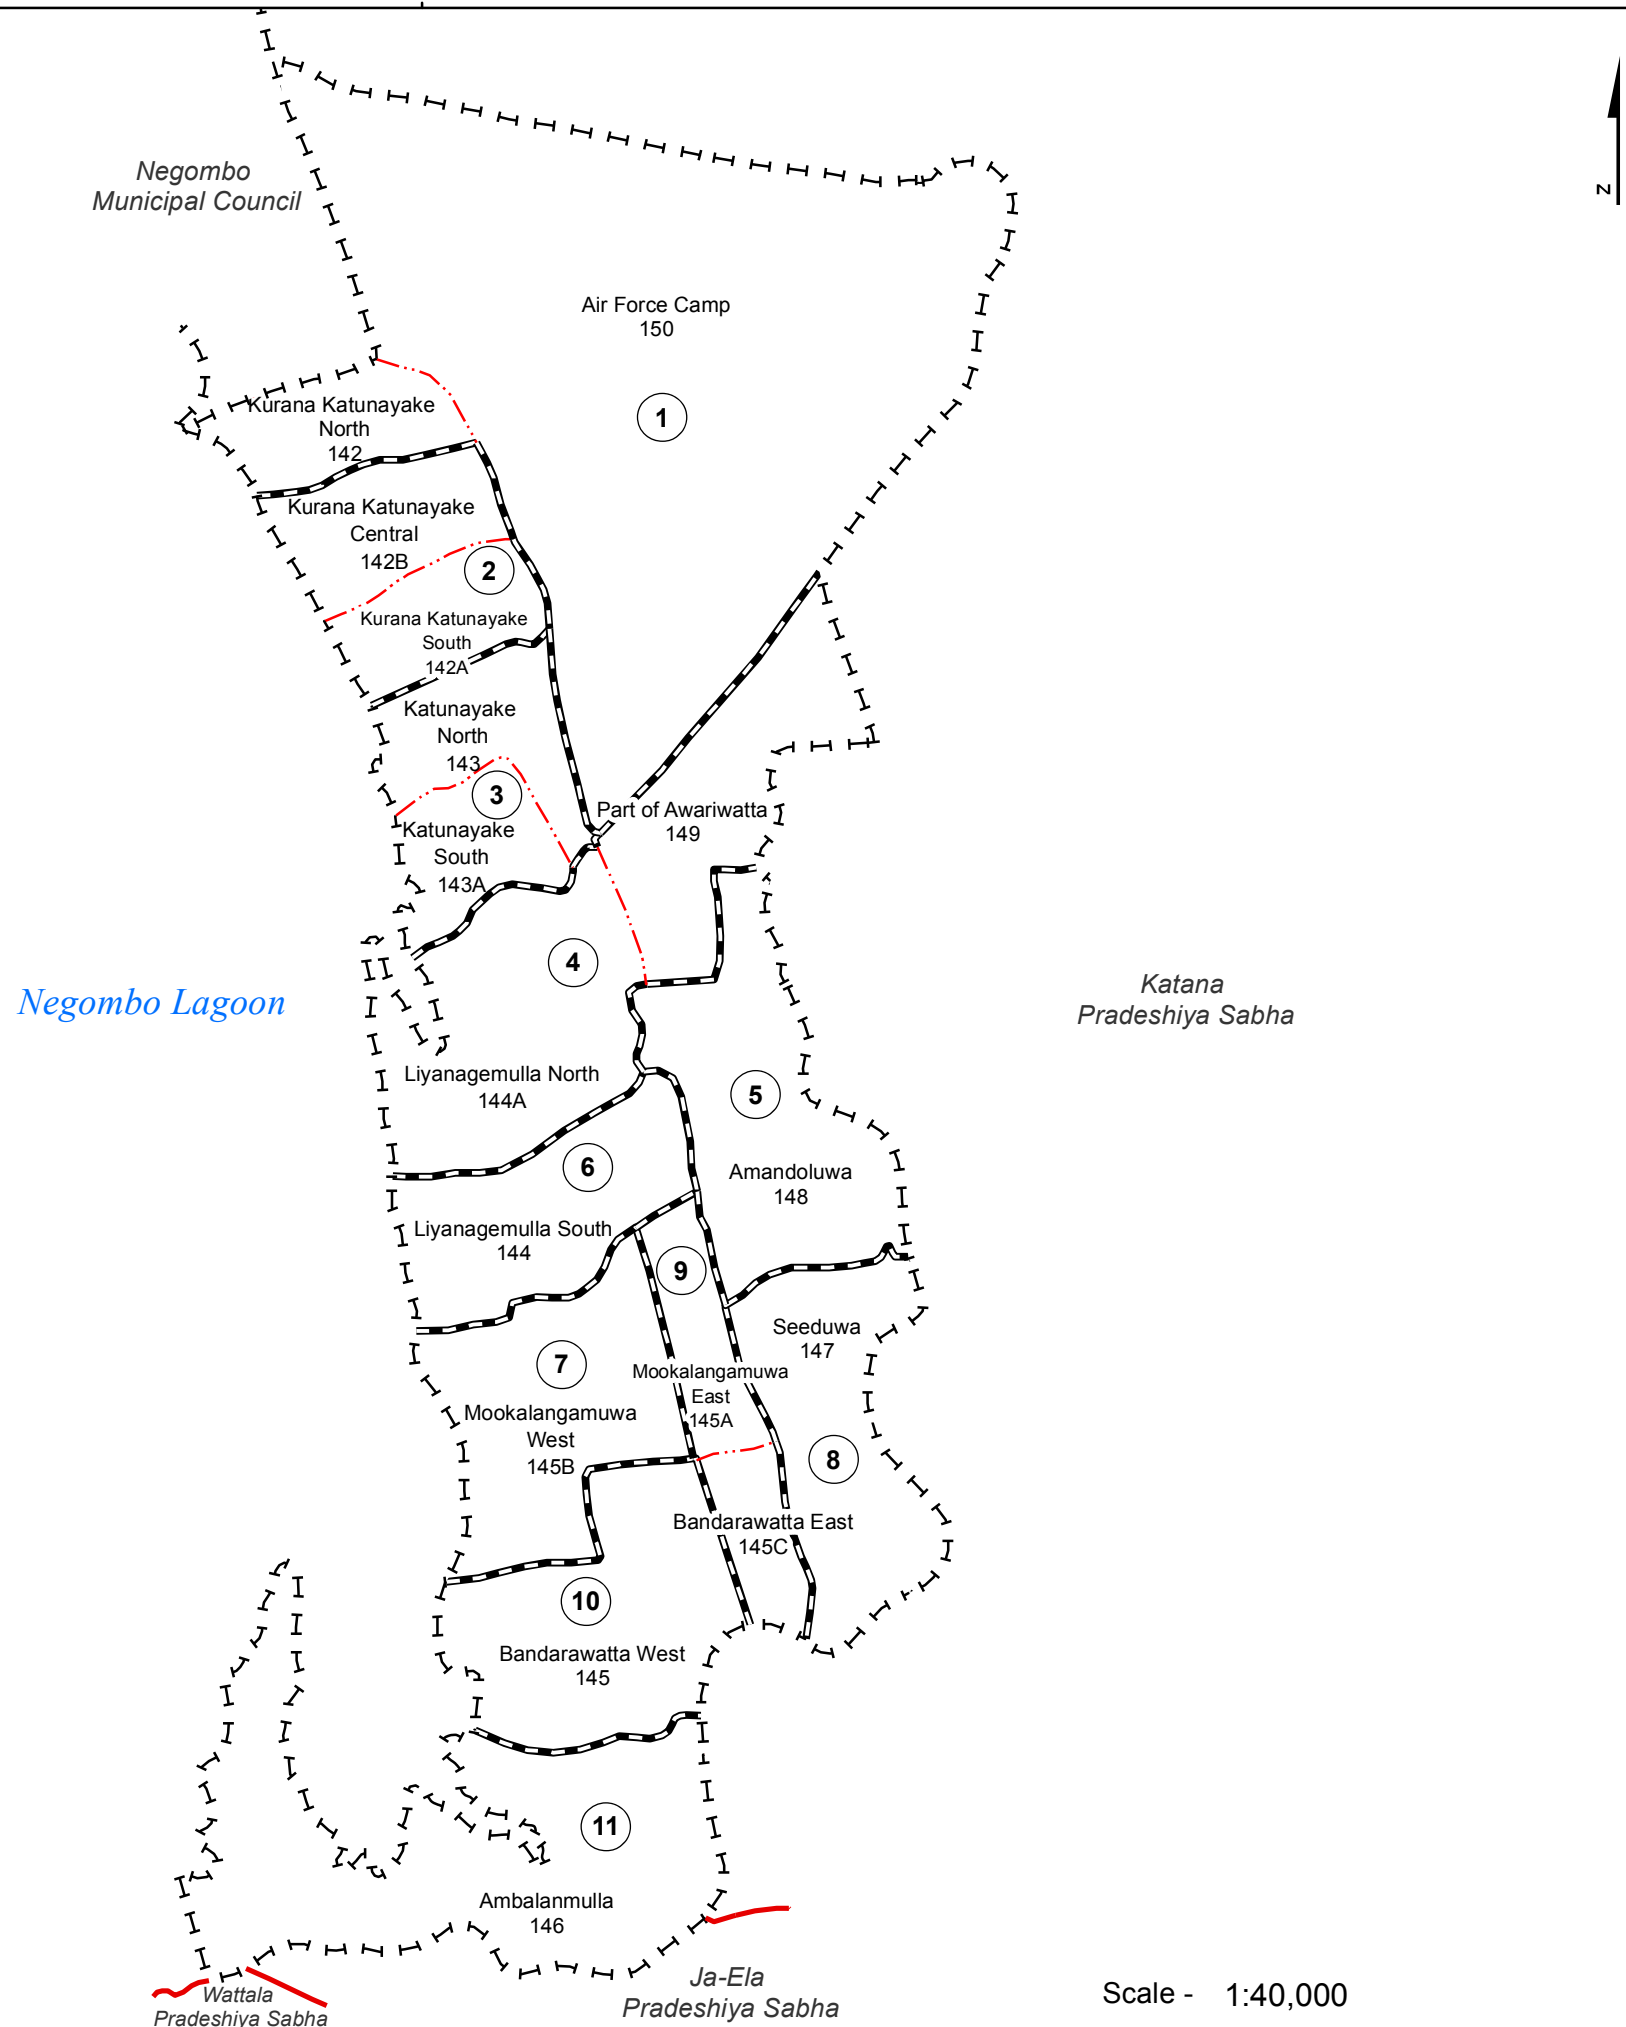 Negombo
Municipal Council
Z
Air Force Camp
150
1
Kurana Katunayake
North
142
Kurana Katunayake
Central
142B
2
Kurana Katunayake
South
142A
Katunayake
North
143
3
Part of Awariwatta
149
Katunayake
South
143A
4
Negombo Lagoon
Katana
Pradeshiya Sabha
Liyanagemulla North
144A
5
6
Amandoluwa
148
Liyanagemulla South
144
9
Seeduwa
147
7
Mookalangamuwa
East
145A
Mookalangamuwa
West
145B
8
Bandarawatta East
145C
10
Bandarawatta West
145
11
Ambalanmulla
146
Wattala
Pradeshiya Sabha
Ja-Ela
Pradeshiya Sabha
Scale - 1:40,000